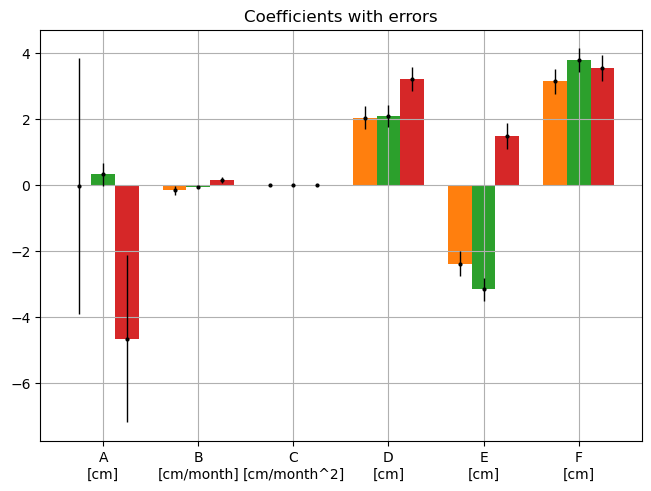 Coefficients with errors
4
2
0
−2
−4
−6
A B C D E F
[cm] [cm/month] [cm/month^2] [cm] [cm] [cm]